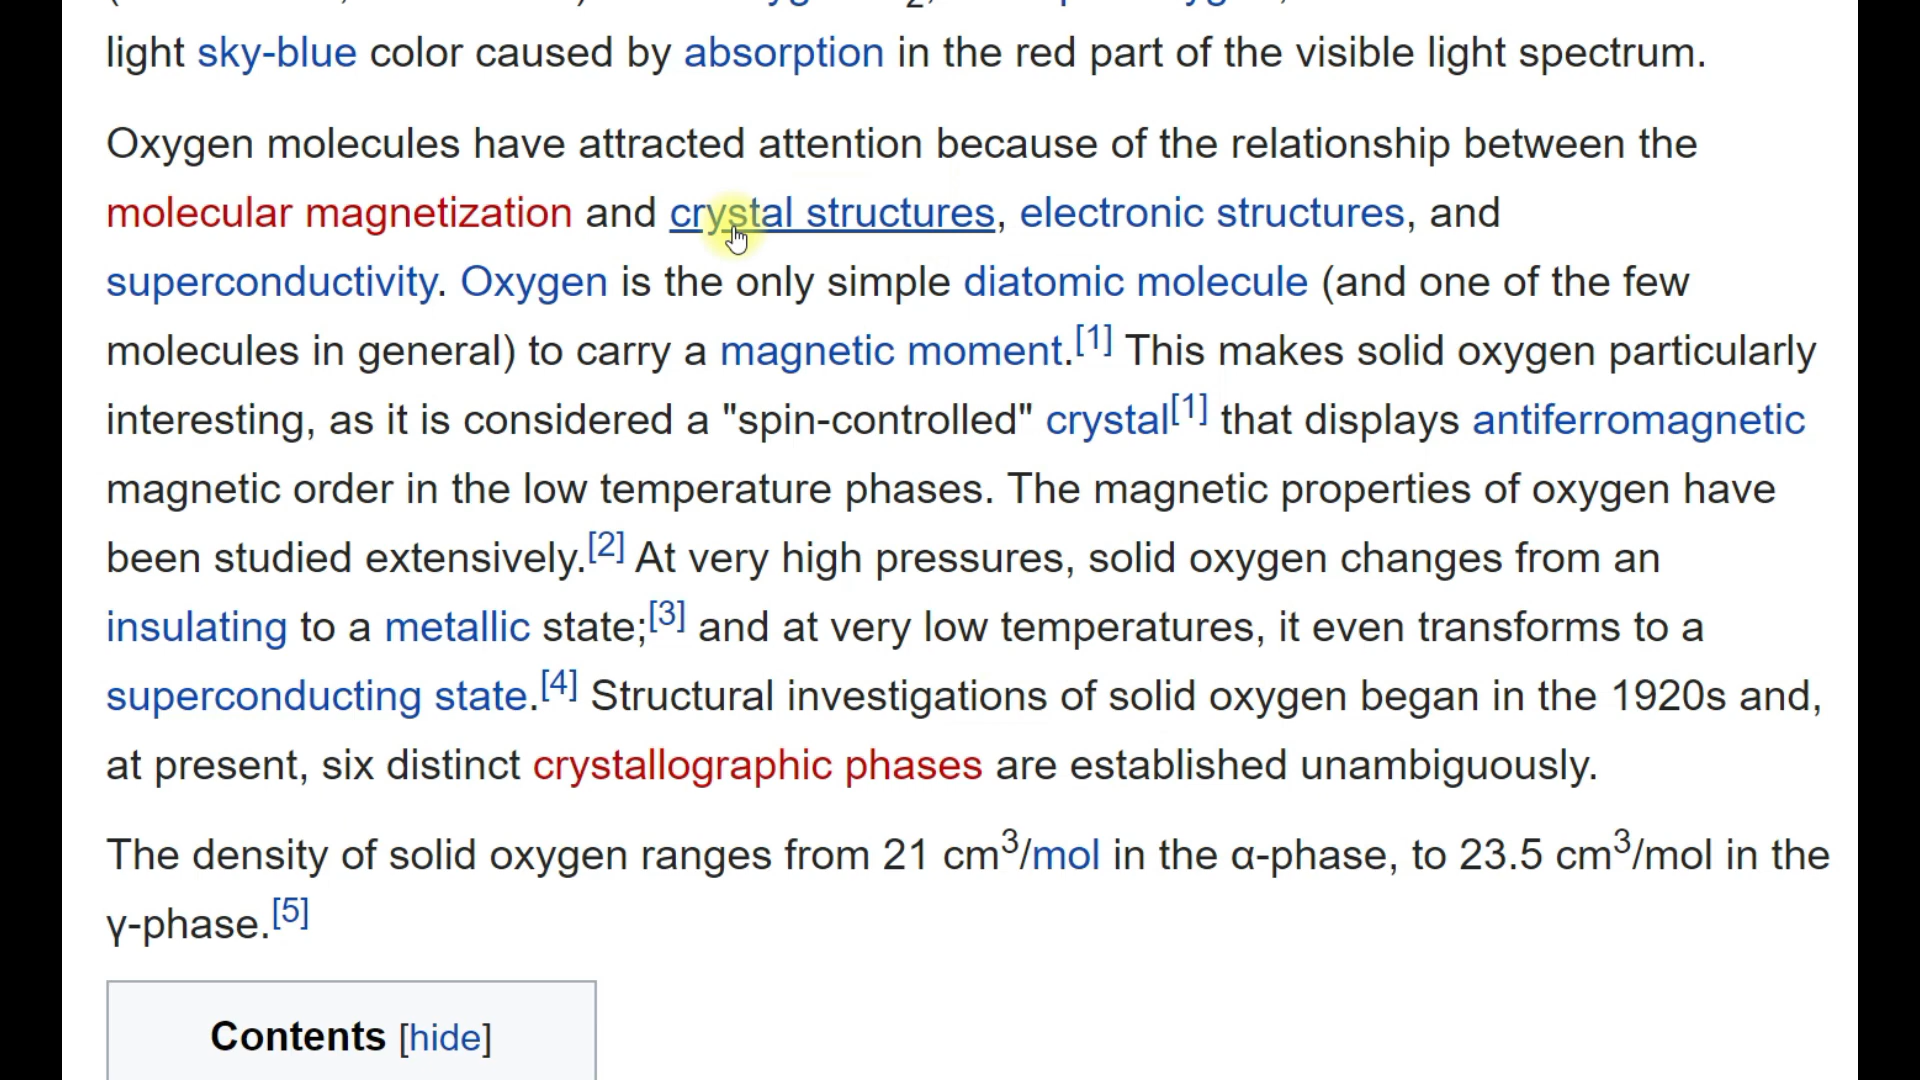 light sky-blue color caused by absorption in the red part of the visible light spectrum.
Oxygen molecules have attracted attention because of the relationship between the
molecular magnetization and crystal structures, electronic structures, and
superconductivity. Oxygen is the only simple diatomic molecule (and one of the few
molecules in general) to carry a magnetic moment.[1] This makes solid oxygen particularly
interesting, as it is considered a "spin-controlled" crystal[1] that displays antiferromagnetic
magnetic order in the low temperature phases. The magnetic properties of oxygen have
been studied extensively.[2] At very high pressures, solid oxygen changes from an
insulating to a metallic state;[3] and at very low temperatures, it even transforms to a
superconducting state.[4] Structural investigations of solid oxygen began in the 1920s and,
at present, six distinct crystallographic phases are established unambiguously.
The density of solid oxygen ranges from 21 cm³/mol in the α-phase, to 23.5 cm³/mol in the
γ-phase.[5]
Contents [hide]